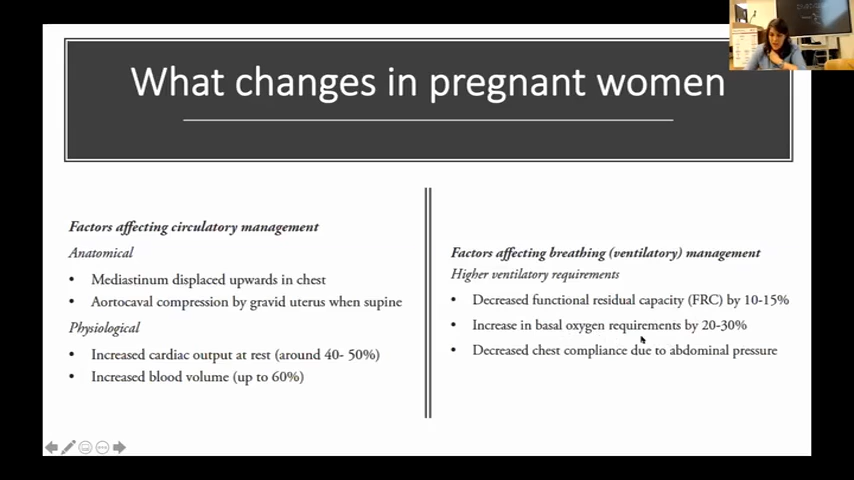 What changes in pregnant women
Factors affecting circulatory management
Anatomical
• Mediastinum displaced upwards in chest
• Aortocaval compression by gravid uterus when supine
Physiological
• Increased cardiac output at rest (around 40- 50%)
• Increased blood volume (up to 60%)
Factors affecting breathing (ventilatory) management
Higher ventilatory requirements
• Decreased functional residual capacity (FRC) by 10-15%
• Increase in basal oxygen requirements by 20-30%
• Decreased chest compliance due to abdominal pressure